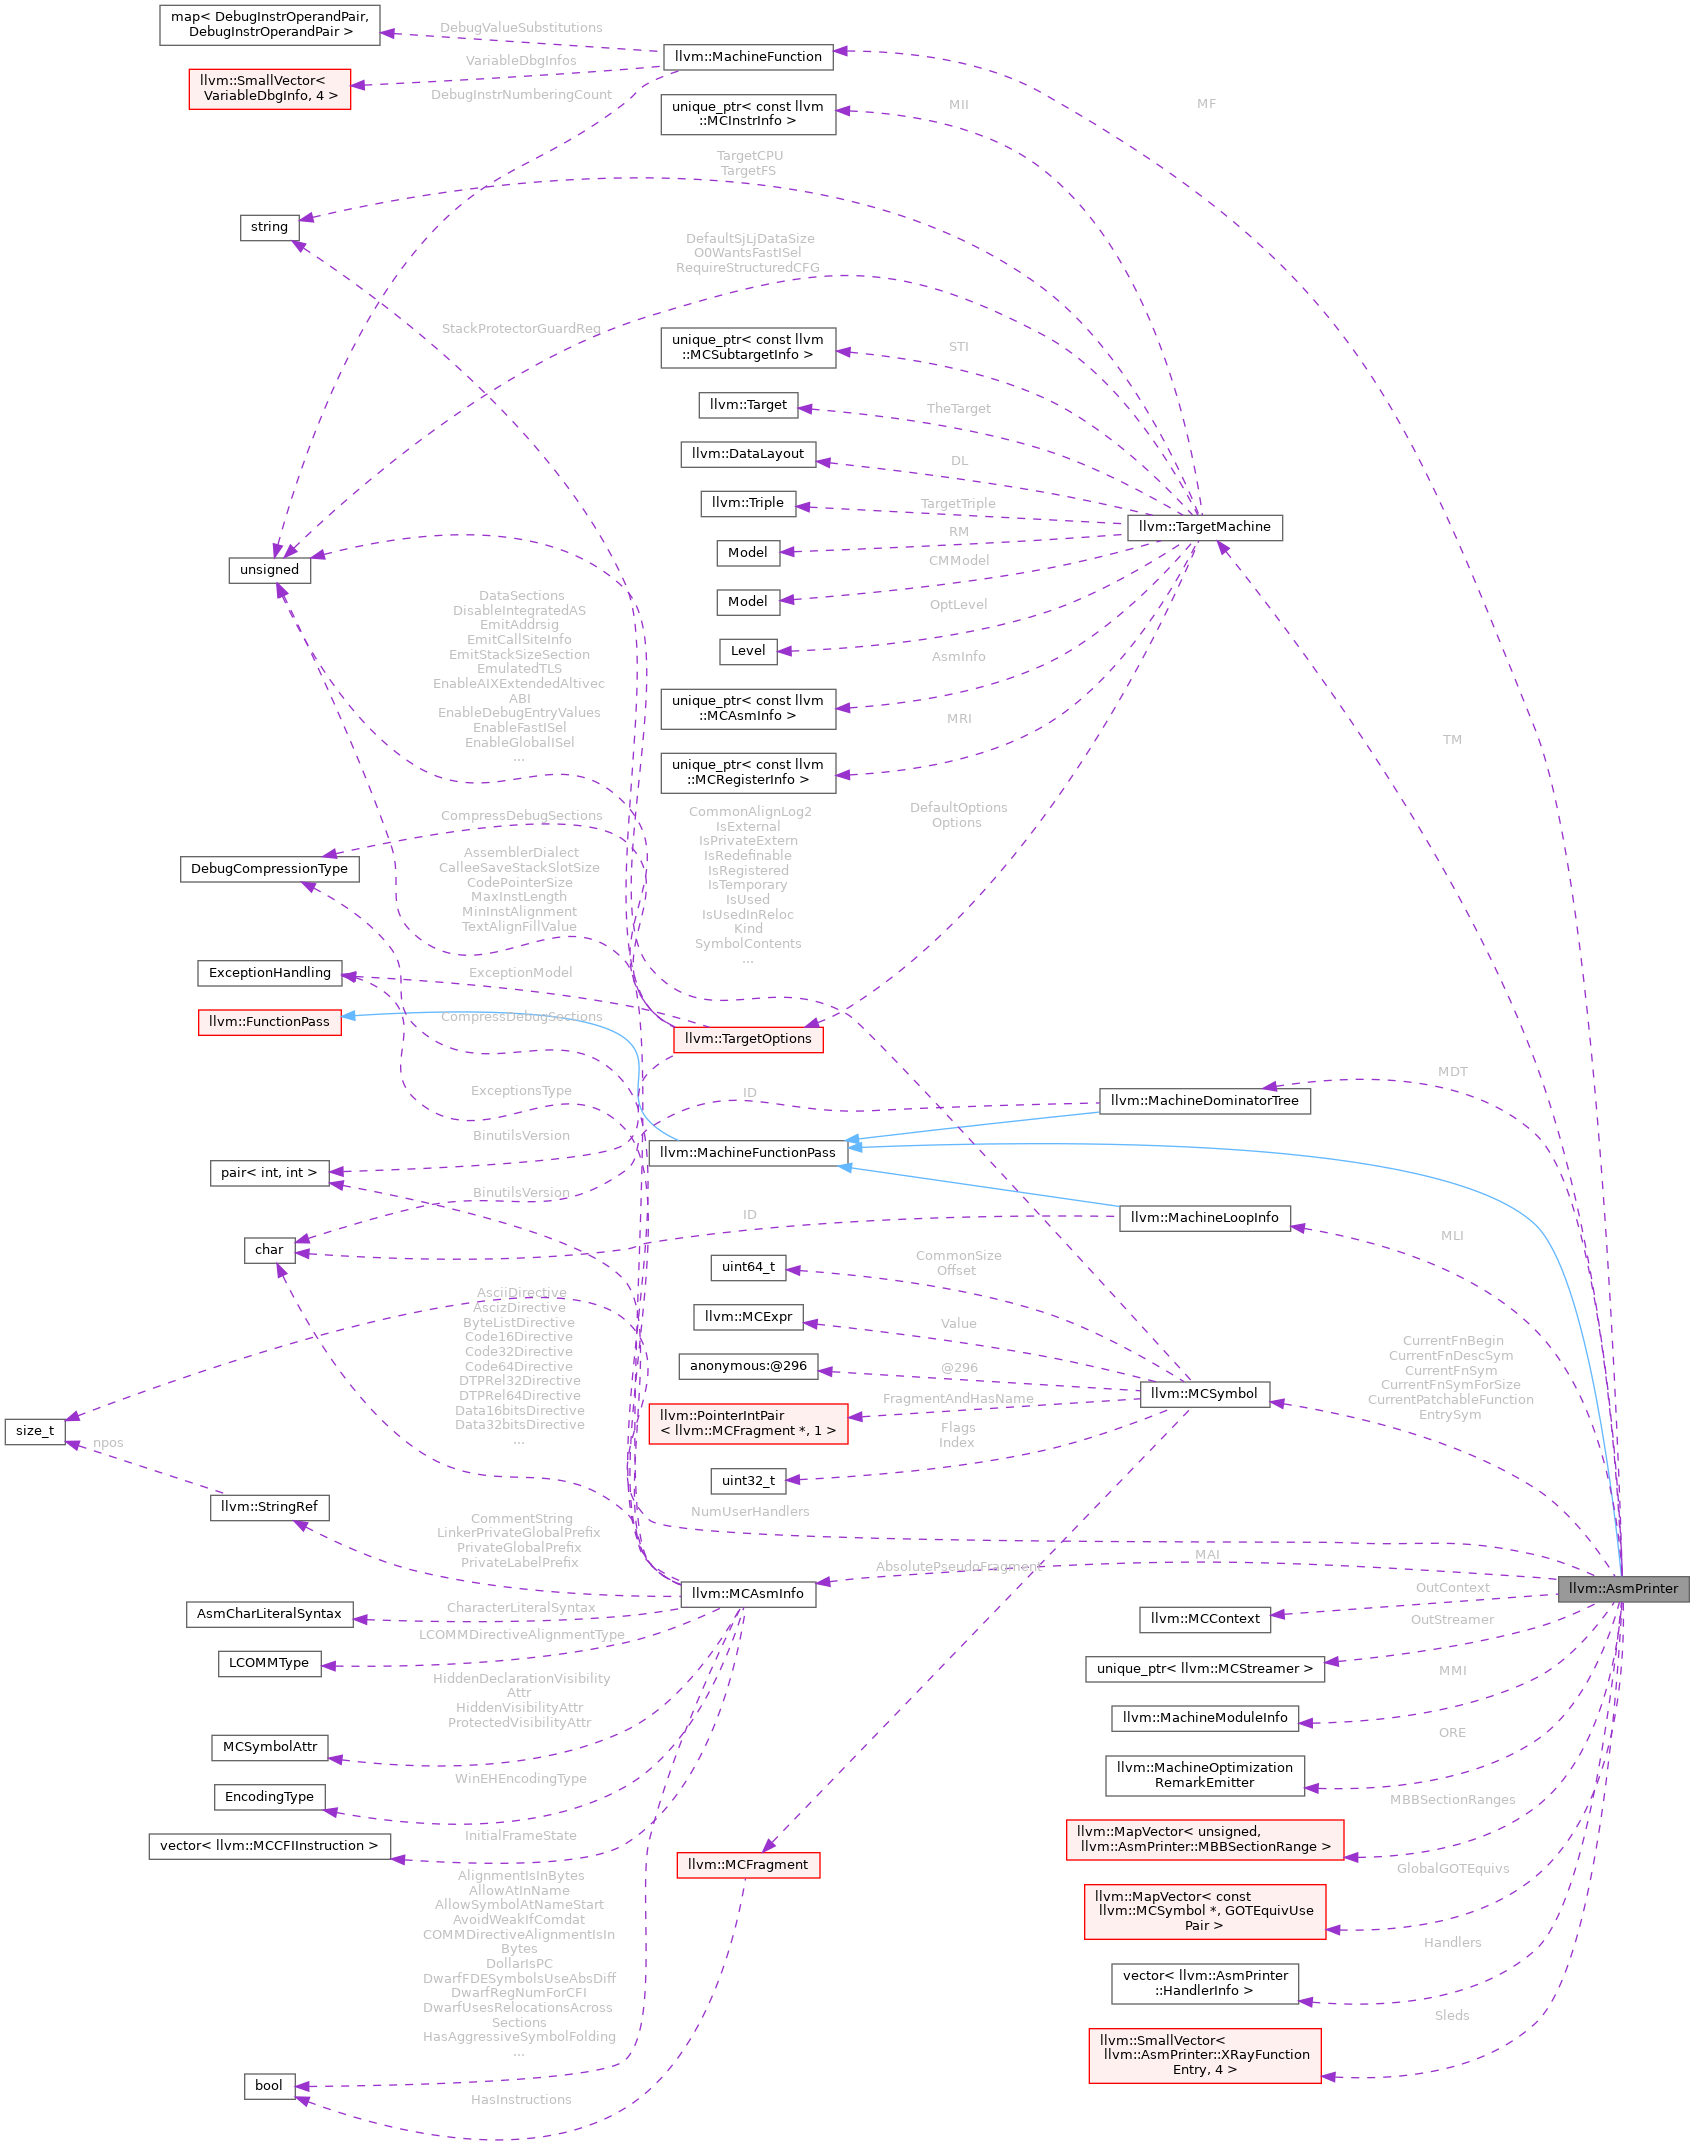 map< DebugInstrOperandPair,
DebugInstrOperandPair >
DebugValueSubstitutions
llvm::MachineFunction
llvm::SmallVector<
VariableDbgInfo, 4 >
VariableDbgInfos
DebugInstrNumberingCount
unique_ptr< const llvm
::MCInstrInfo >
MII
MF
TargetCPU
TargetFS
string
DefaultSjLjDataSize
O0WantsFastISel
RequireStructuredCFG
StackProtectorGuardReg
unique_ptr< const llvm
::MCSubtargetInfo >
STI
llvm::Target
TheTarget
llvm::DataLayout
DL
llvm::Triple
TargetTriple
llvm::TargetMachine
Model
RM
unsigned
CMModel
Model
OptLevel
Level
AsmInfo
unique_ptr< const llvm
::MCAsmInfo >
MRI
unique_ptr< const llvm
::MCRegisterInfo >
TM
DataSections
DisableIntegratedAS
EmitAddrsig
EmitCallSiteInfo
EmitStackSizeSection
EmulatedTLS
EnableAIXExtendedAltivec
ABI
EnableDebugEntryValues
EnableFastISel
EnableGlobalISel
...
CommonAlignLog2
IsExternal
IsPrivateExtern
IsRedefinable
IsRegistered
IsTemporary
IsUsed
IsUsedInReloc
Kind
SymbolContents
...
DefaultOptions
Options
CompressDebugSections
DebugCompressionType
AssemblerDialect
CalleeSaveStackSlotSize
CodePointerSize
MaxInstLength
MinInstAlignment
TextAlignFillValue
ExceptionHandling
ExceptionModel
llvm::FunctionPass
CompressDebugSections
llvm::TargetOptions
MDT
ExceptionsType
ID
llvm::MachineDominatorTree
BinutilsVersion
llvm::MachineFunctionPass
pair< int, int >
BinutilsVersion
ID
llvm::MachineLoopInfo
MLI
char
uint64_t
CommonSize
Offset
AsciiDirective
AscizDirective
ByteListDirective
Code16Directive
Code32Directive
Code64Directive
DTPRel32Directive
DTPRel64Directive
Data16bitsDirective
Data32bitsDirective
...
llvm::MCExpr
Value
anonymous:@296
@296
llvm::MCSymbol
CurrentFnBegin
CurrentFnDescSym
CurrentFnSym
CurrentFnSymForSize
CurrentPatchableFunction
EntrySym
llvm::PointerIntPair
< llvm::MCFragment *, 1 >
FragmentAndHasName
Flags
Index
uint32_t
size_t
npos
llvm::StringRef
NumUserHandlers
CommentString
LinkerPrivateGlobalPrefix
PrivateGlobalPrefix
PrivateLabelPrefix
AbsolutePseudoFragment
MAI
llvm::MCAsmInfo
llvm::AsmPrinter
OutContext
AsmCharLiteralSyntax
CharacterLiteralSyntax
llvm::MCContext
OutStreamer
LCOMMDirectiveAlignmentType
LCOMMType
unique_ptr< llvm::MCStreamer >
MMI
HiddenDeclarationVisibility
Attr
HiddenVisibilityAttr
ProtectedVisibilityAttr
llvm::MachineModuleInfo
ORE
MCSymbolAttr
llvm::MachineOptimization
RemarkEmitter
WinEHEncodingType
EncodingType
MBBSectionRanges
llvm::MapVector< unsigned,
llvm::AsmPrinter::MBBSectionRange >
InitialFrameState
vector< llvm::MCCFIInstruction >
llvm::MCFragment
GlobalGOTEquivs
AlignmentIsInBytes
AllowAtInName
AllowSymbolAtNameStart
AvoidWeakIfComdat
COMMDirectiveAlignmentIsIn
Bytes
DollarIsPC
DwarfFDESymbolsUseAbsDiff
DwarfRegNumForCFI
DwarfUsesRelocationsAcross
Sections
HasAggressiveSymbolFolding
...
llvm::MapVector< const
llvm::MCSymbol *, GOTEquivUse
Pair >
Handlers
vector< llvm::AsmPrinter
::HandlerInfo >
Sleds
llvm::SmallVector<
llvm::AsmPrinter::XRayFunction
Entry, 4 >
bool
HasInstructions